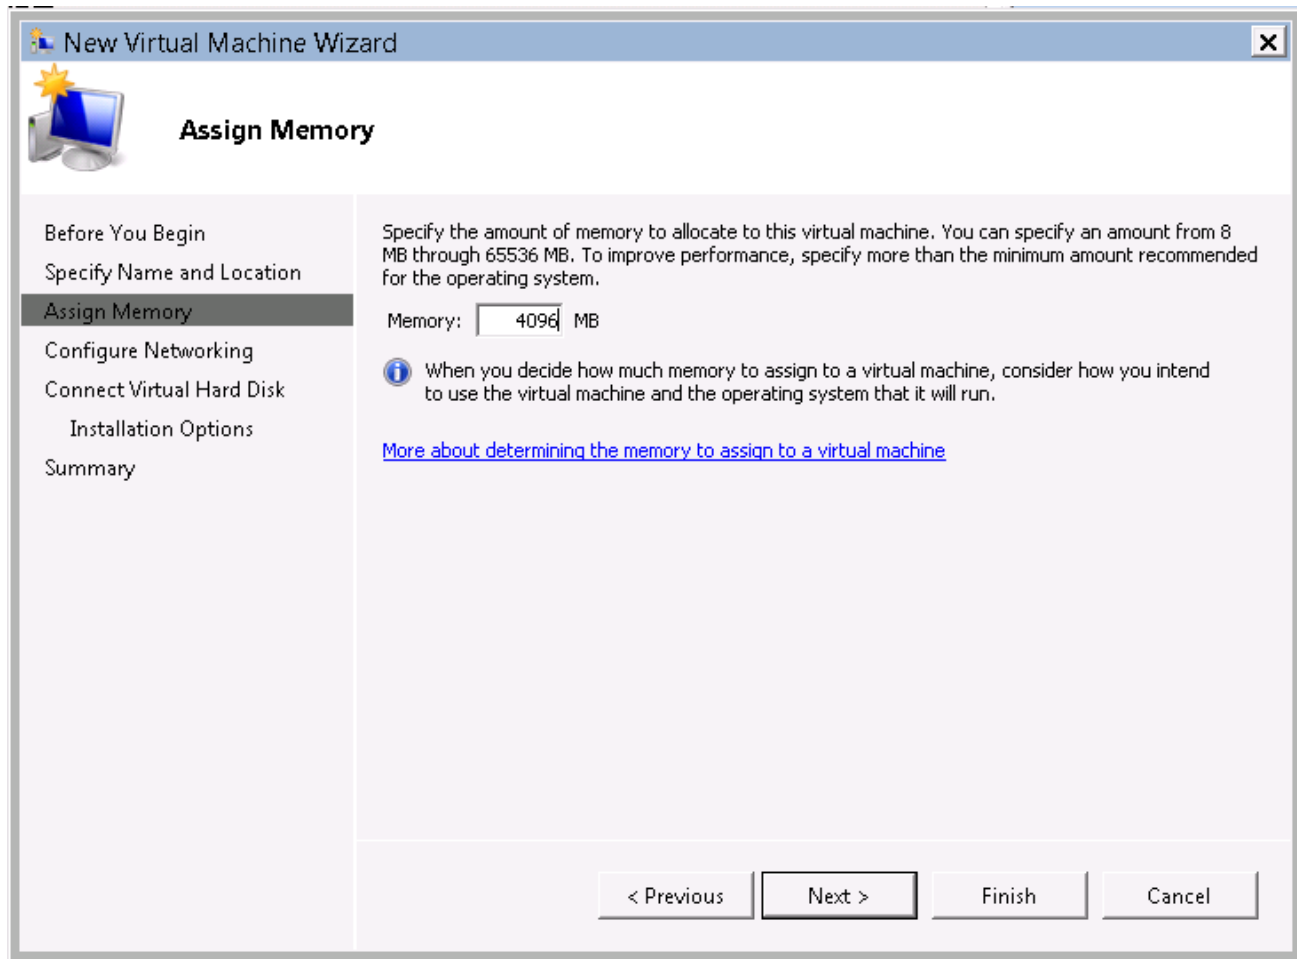 New Virtual Machine Wizard
Assign Memory
Before You Begin
Specify Name and Location
Assign Memory
Configure Networking
Connect Virtual Hard Disk
Installation Options
Summary
Specify the amount of memory to allocate to this virtual machine. You can specify an amount from 8
MB through 65536 MB. To improve performance, specify more than the minimum amount recommended
for the operating system.
Memory: 4096 MB
When you decide how much memory to assign to a virtual machine, consider how you intend
to use the virtual machine and the operating system that it will run.
More about determining the memory to assign to a virtual machine
< Previous Next > Finish Cancel